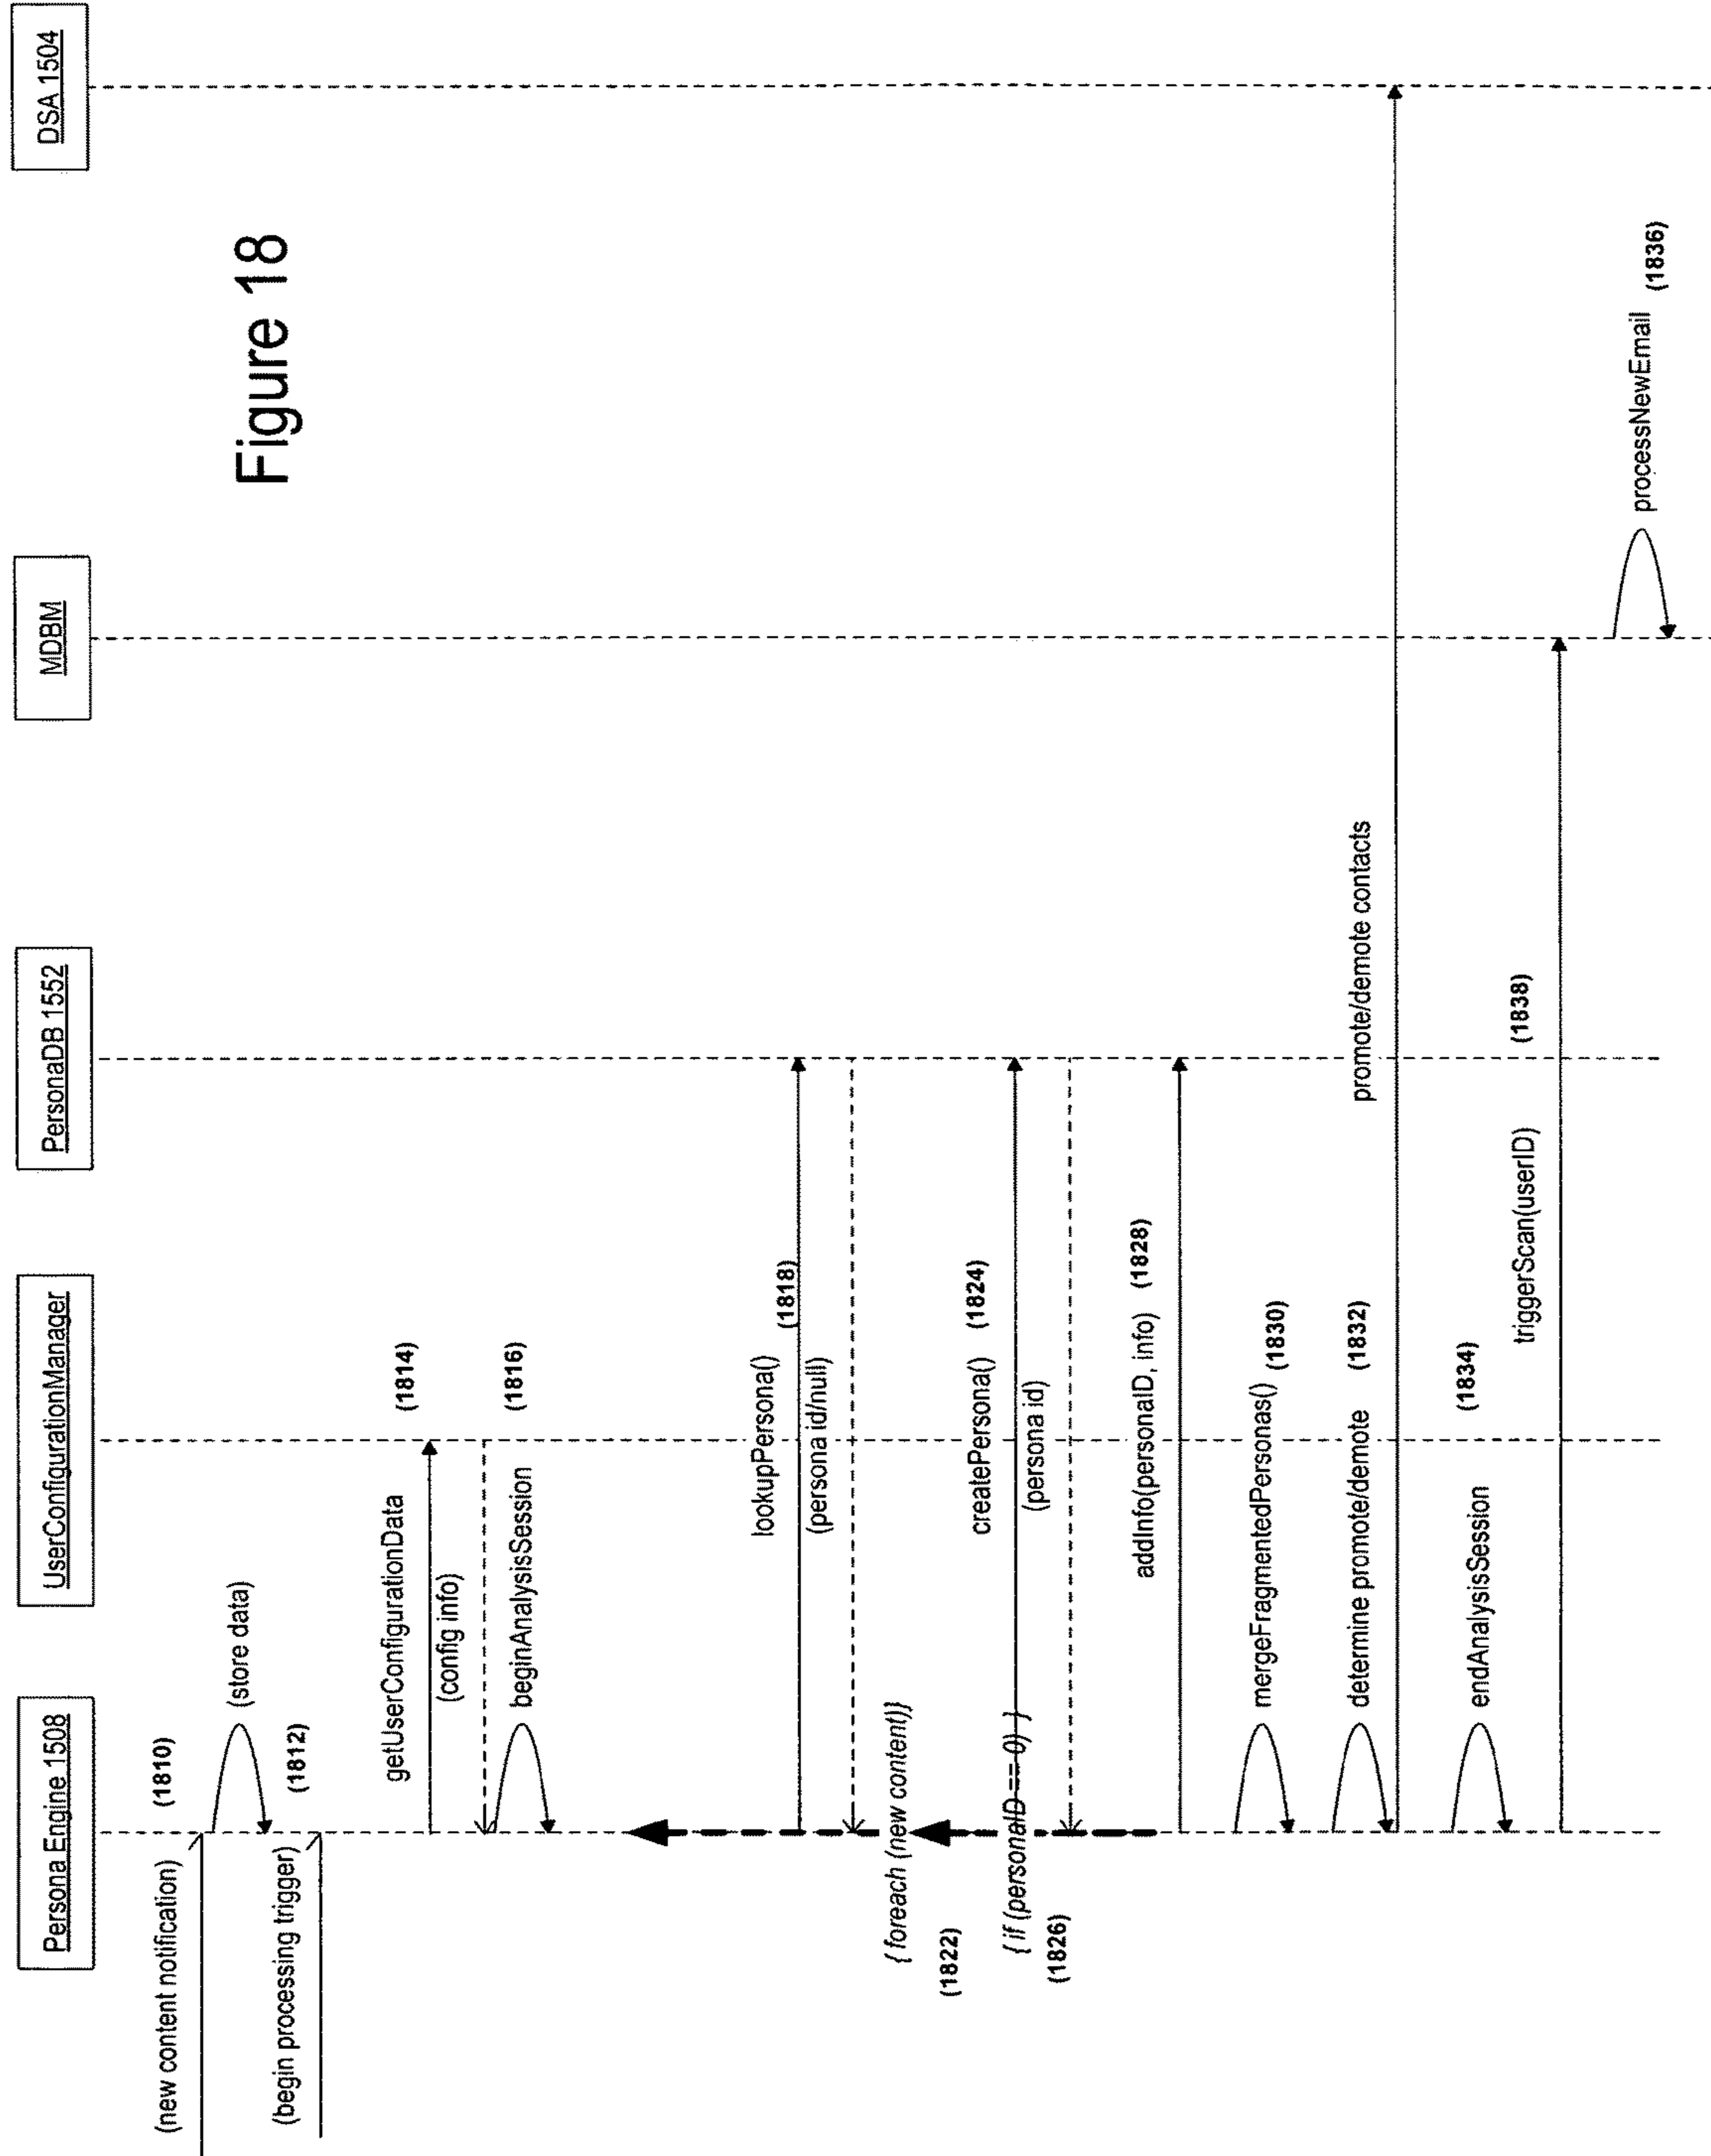 Persona Engine 1508
UserConfigurationManager
PersonaDB 1552
MDBM
DSA 1504
Figure 18
(new content notification)
(1810)
(store data)
(begin processing trigger)
(1812)
getUserConfigurationData
(1814)
(config info)
beginAnalysisSession
(1816)
lookupPersona()
(1818)
(persona id/null)
{ foreach (new content)}
(1822)
createPersona()
(1824)
(persona id)
{ if (personaID == 0) }
(1826)
addInfo(personaID, info)
(1828)
mergeFragmentedPersonas()
(1830)
determine promote/demote
(1832)
promote/demote contacts
endAnalysisSession
(1834)
triggerScan(userID)
(1838)
processNewEmail
(1836)